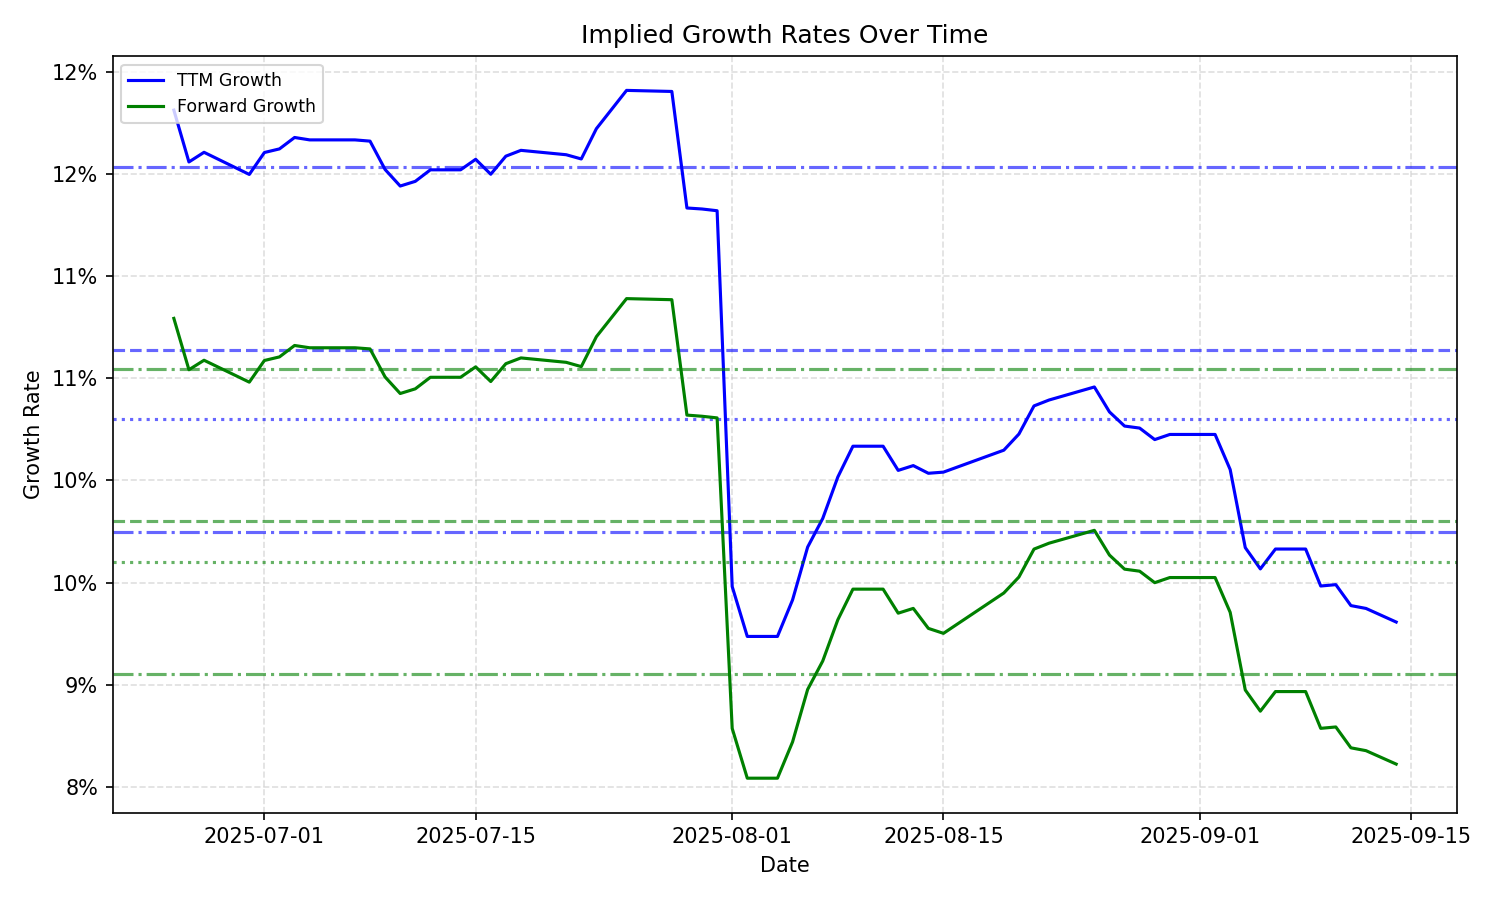 Implied Growth Rates Over Time
TTM Growth
Forward Growth
Growth Rate
12%
12%
11%
11%
10%
10%
9%
8%
2025-07-01
2025-07-15
2025-08-01
2025-08-15
2025-09-01
2025-09-15
Date